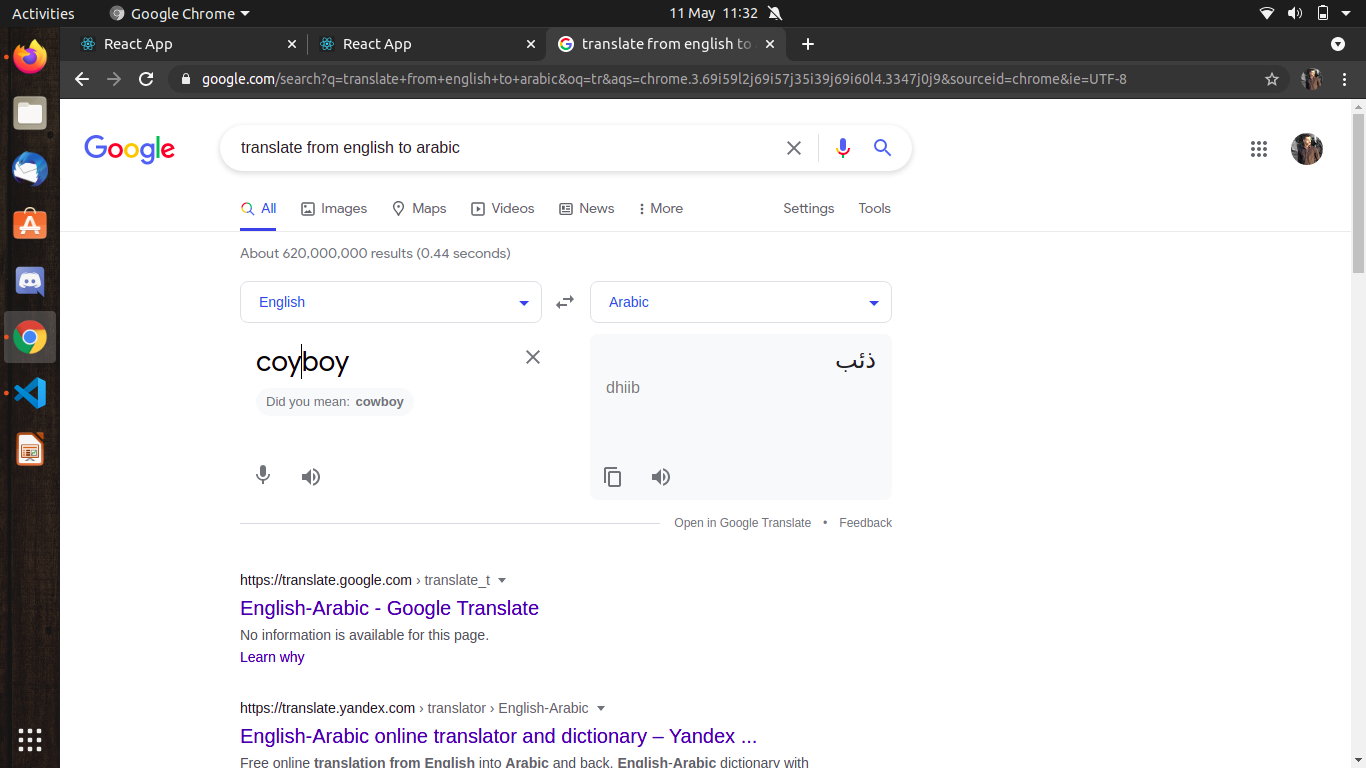 Activities
Google Chrome
11 May 11:32
React App
React App
translate from english to
google.com/search?q=translate+from+english+to+arabic&oq=tr&aqs=chrome.3.69i59l2j69i57j35i39j69i60l4.3347j0j9&sourceid=chrome&ie=UTF-8
Google
translate from english to arabic
All
Images
Maps
Videos
News
More
Settings
Tools
About 620,000,000 results (0.44 seconds)
English
Arabic
coyboy
Did you mean: cowboy
ذئب
dhiib
Open in Google Translate • Feedback
https://translate.google.com › translate_t
English-Arabic - Google Translate
No information is available for this page.
Learn why
https://translate.yandex.com › translator › English-Arabic
English-Arabic online translator and dictionary – Yandex ...
Free online translation from English into Arabic and back. English-Arabic dictionary with